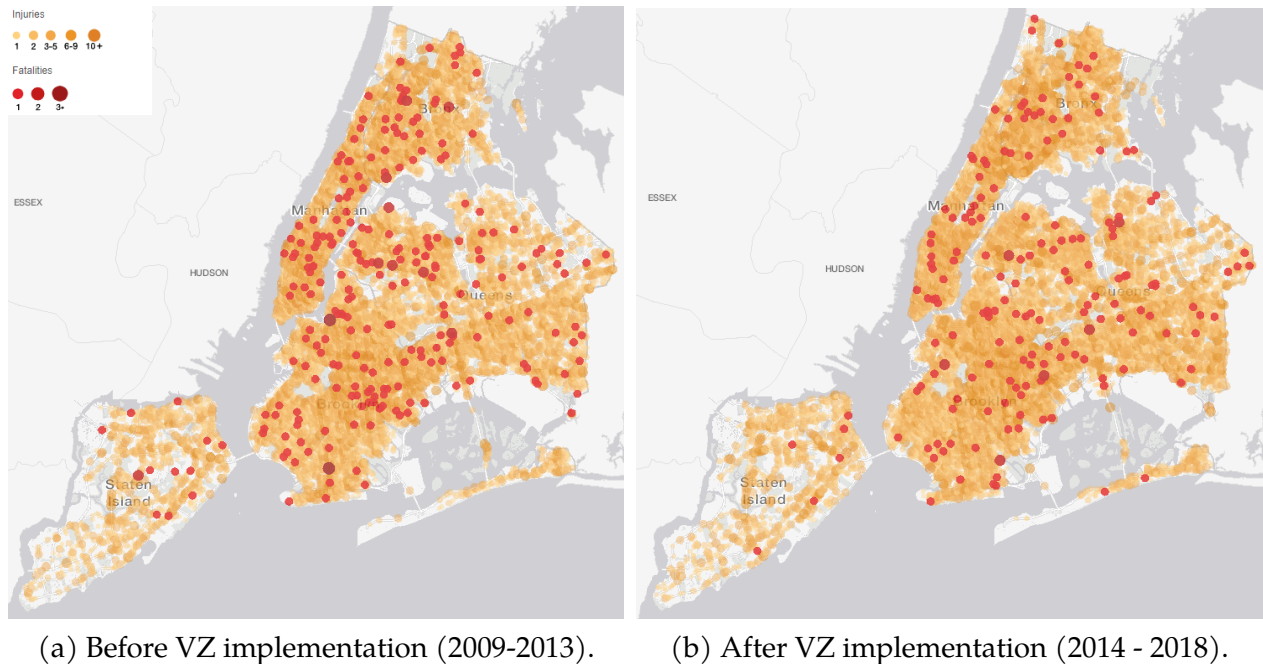 Injuries
1 2 3-5 6-9 10+
Fatalities
1 2 3+
Bronx
Manhattan
ESSEX
HUDSON
Queens
Brooklyn
Staten
Island
(a) Before VZ implementation (2009-2013).
Bronx
Manhattan
ESSEX
HUDSON
Queens
Brooklyn
Staten
Island
(b) After VZ implementation (2014 - 2018).